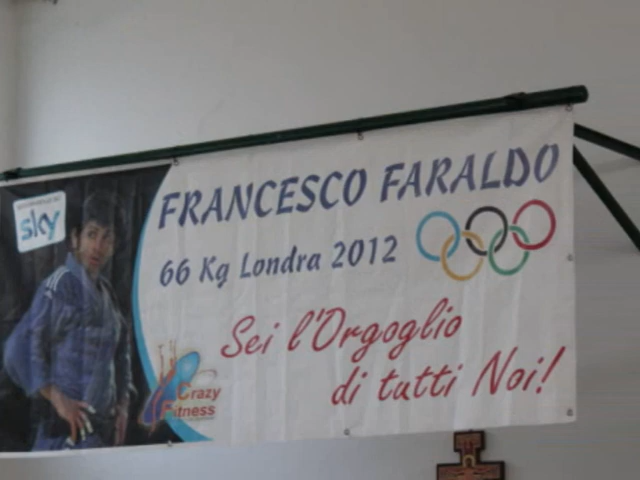 sky
FRANCESCO FARALDO
66 Kg Londra 2012
Sei l'Orgoglio
di tutti Noi!
Crazy
Fitness